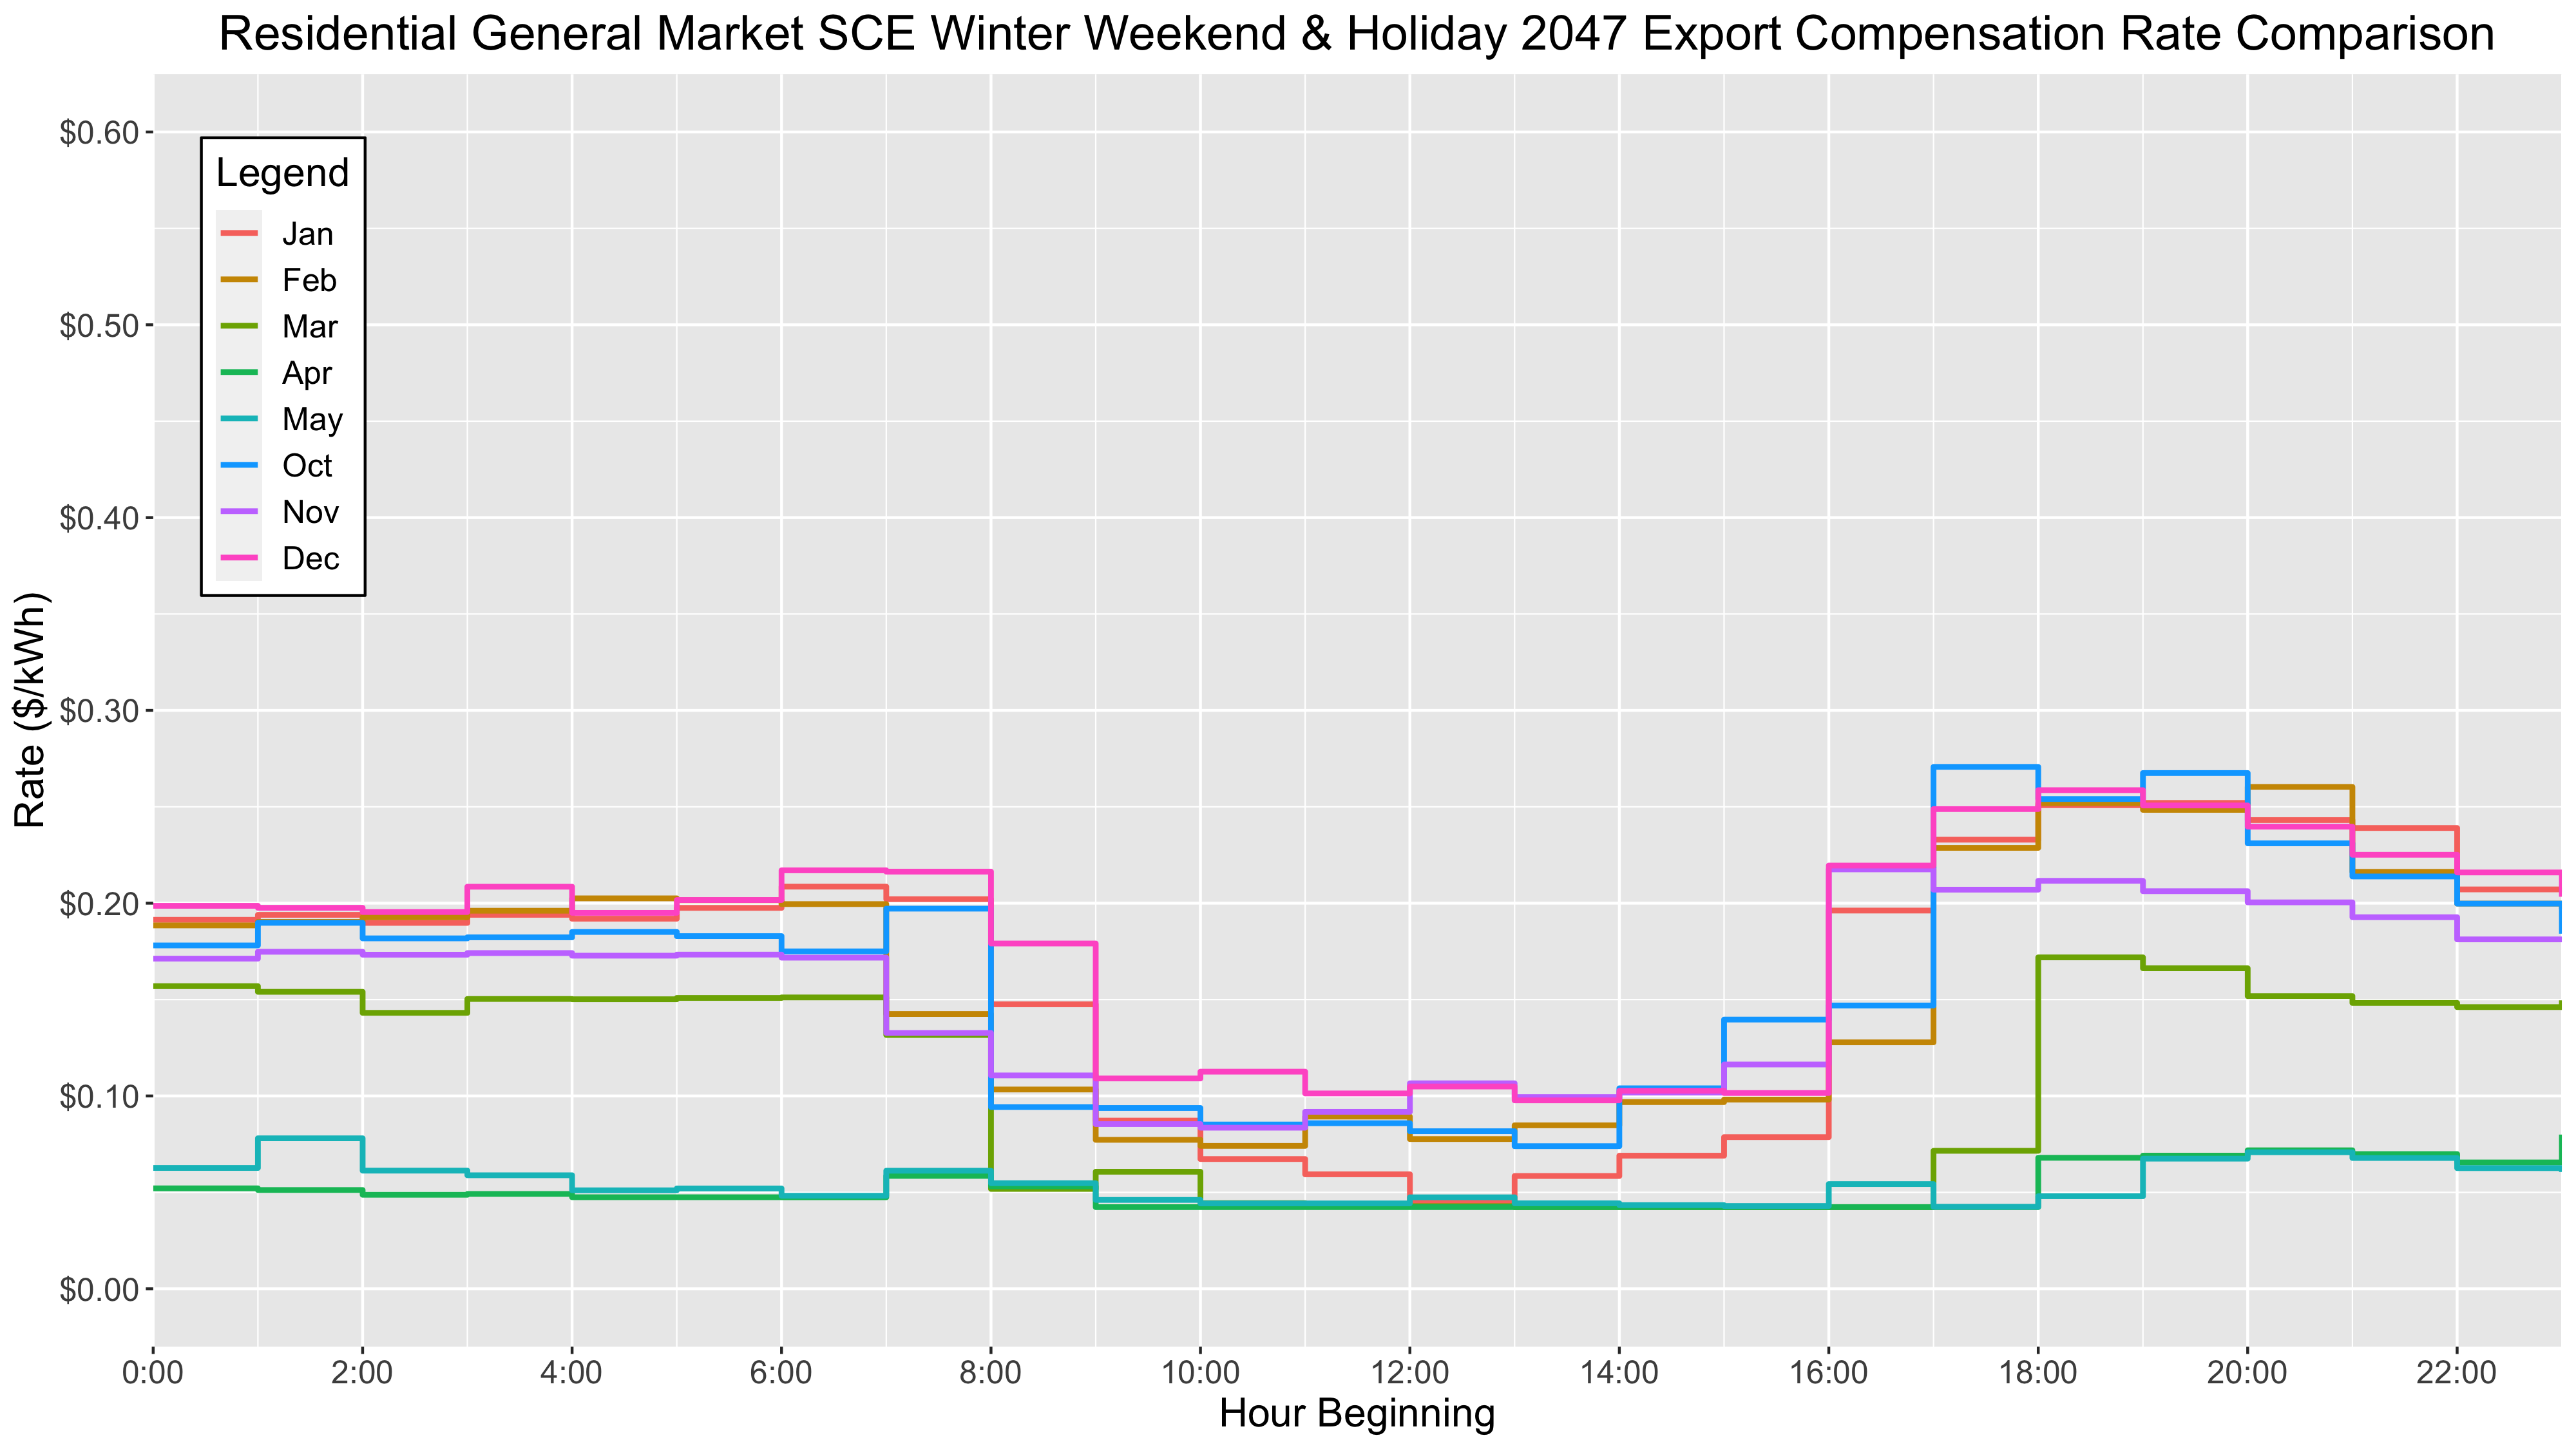 Residential General Market SCE Winter Weekend & Holiday 2047 Export Compensation Rate Comparison
Rate ($/kWh)
$0.60
$0.50
$0.40
$0.30
$0.20
$0.10
$0.00
Legend
Jan
Feb
Mar
Apr
May
Oct
Nov
Dec
0:00 2:00 4:00 6:00 8:00 10:00 12:00 14:00 16:00 18:00 20:00 22:00
Hour Beginning